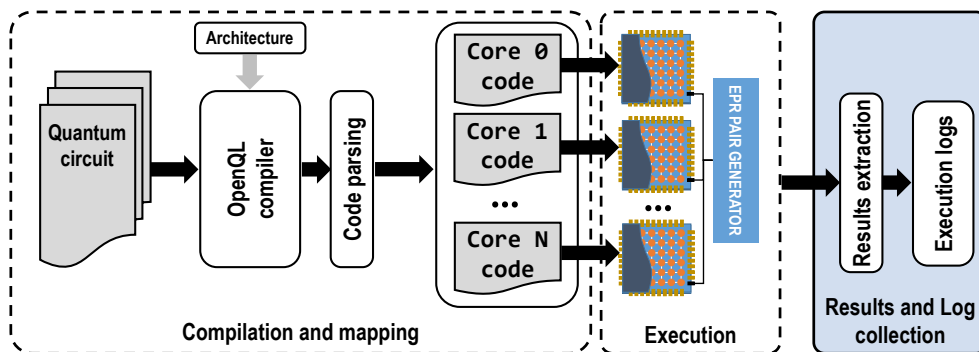 Architecture
Quantum
circuit
OpenQL
compiler
Code parsing
Core 0
code
Core 1
code
...
Core N
code
Compilation and mapping
EPR PAIR GENERATOR
...
Execution
Results extraction
Execution logs
Results and Log
collection